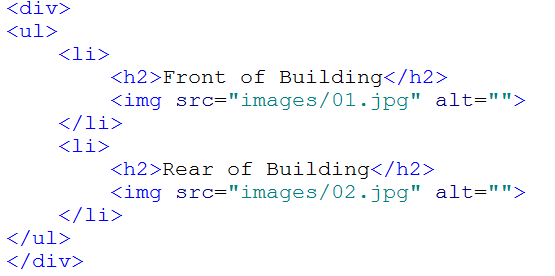 <div>
<ul>
    <li>
        <h2>Front of Building</h2>
        <img src="images/01.jpg" alt="">
    </li>
    <li>
        <h2>Rear of Building</h2>
        <img src="images/02.jpg" alt="">
    </li>
</ul>
</div>